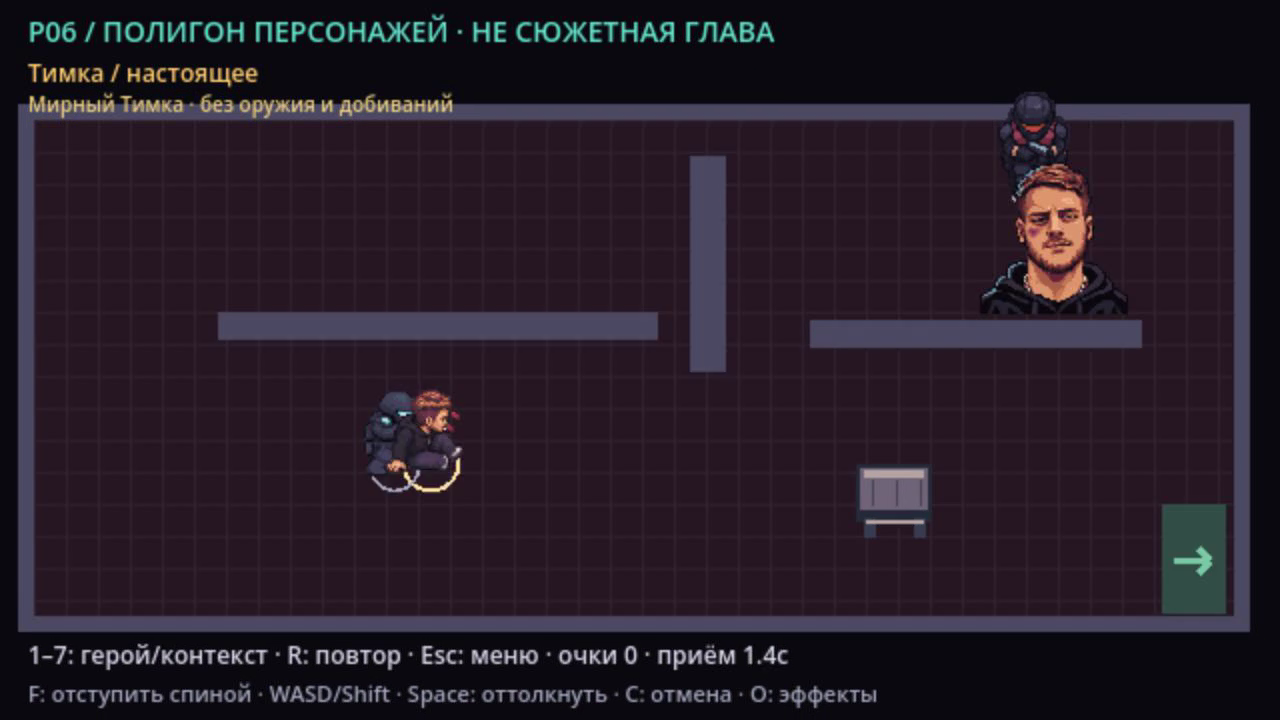 P06 / ПОЛИГОН ПЕРСОНАЖЕЙ · НЕ СЮЖЕТНАЯ ГЛАВА
Тимка / настоящее
Мирный Тимка · без оружия и добиваний
→
1–7: герой/контекст · R: повтор · Esc: меню · очки 0 · приём 1.4с
F: отступить спиной · WASD/Shift · Space: оттолкнуть · C: отмена · O: эффекты